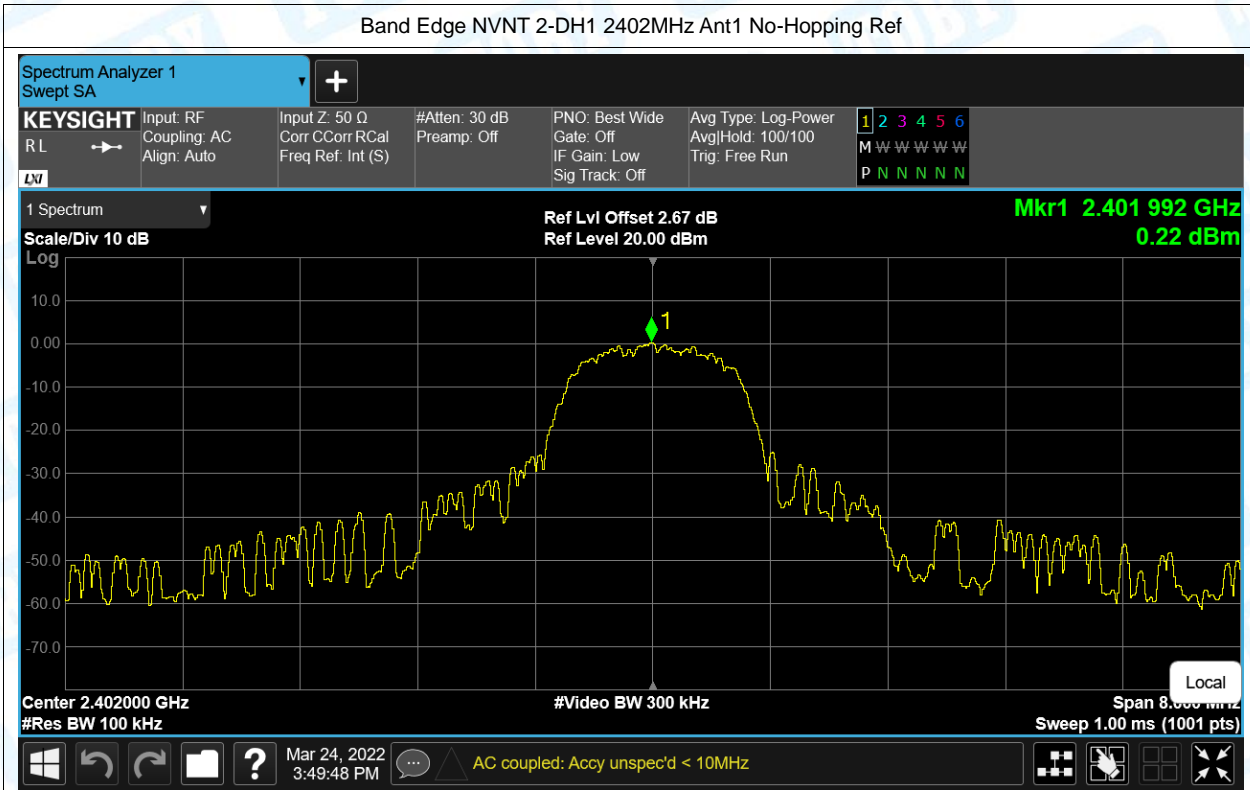 Band Edge NVNT 2-DH1 2402MHz Ant1 No-Hopping Ref
Spectrum Analyzer 1
Swept SA
KEYSIGHT
RL
LXI
Input: RF
Coupling: AC
Align: Auto
Input Z: 50 Ω
Corr CCorr RCal
Freq Ref: Int (S)
#Atten: 30 dB
Preamp: Off
PNO: Best Wide
Gate: Off
IF Gain: Low
Sig Track: Off
Avg Type: Log-Power
Avg|Hold: 100/100
Trig: Free Run
1 2 3 4 5 6
M W W W W W
P N N N N N
1 Spectrum
Scale/Div 10 dB
Log
Ref Lvl Offset 2.67 dB
Ref Level 20.00 dBm
Mkr1 2.401 992 GHz
0.22 dBm
1
10.0
0.00
-10.0
-20.0
-30.0
-40.0
-50.0
-60.0
-70.0
Local
Center 2.402000 GHz
#Res BW 100 kHz
#Video BW 300 kHz
Span 8.000 MHz
Sweep 1.00 ms (1001 pts)
?
Mar 24, 2022
3:49:48 PM
AC coupled: Accy unspec'd < 10MHz